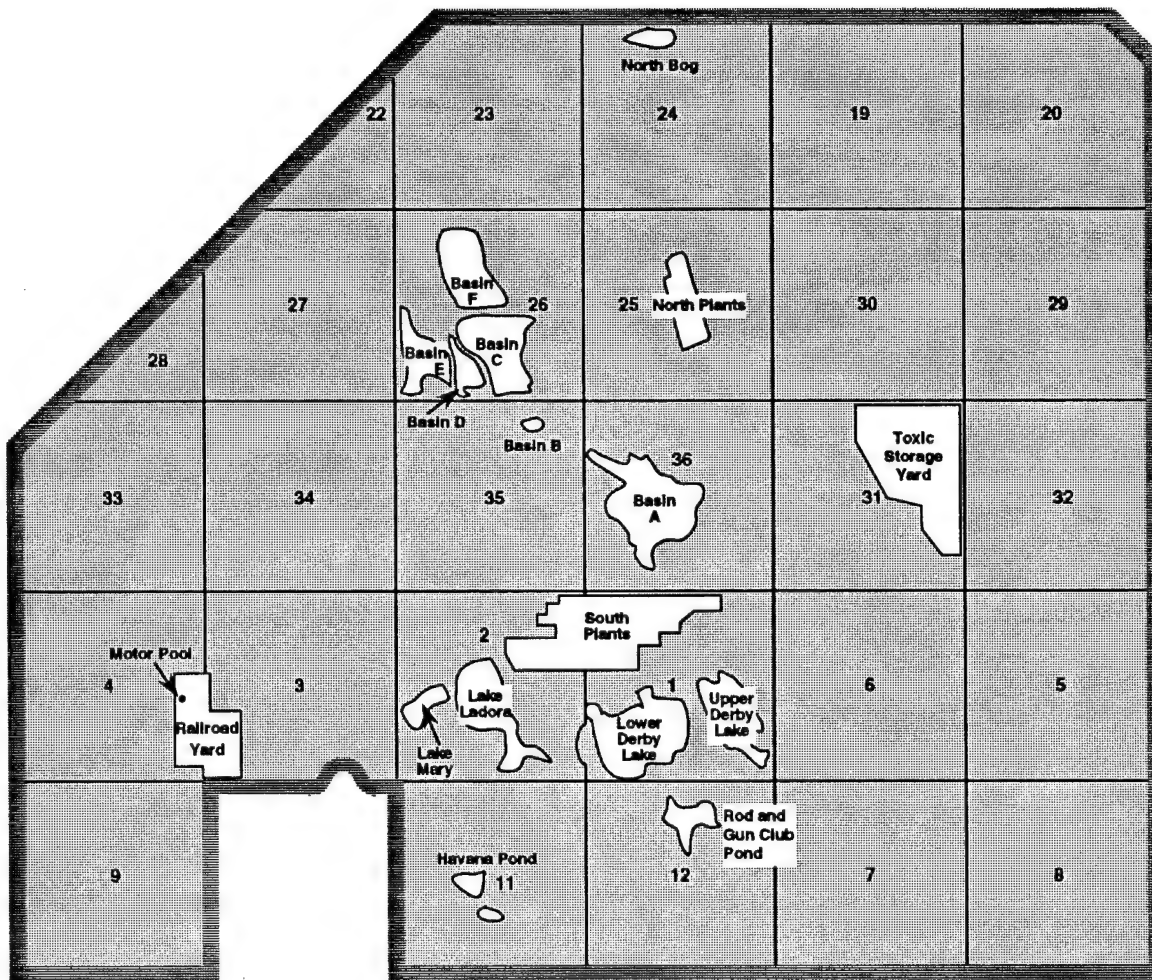 North Bog
22
23
24
19
20
27
Basin
F
26
25
North Plants
30
29
28
Basin
E
Basin
C
Basin D
Basin B
33
34
35
36
Basin
A
Toxic
Storage
Yard
31
32
South
Plants
2
Motor Pool
4
3
Railroad
Yard
Lake
Ladora
Lake
Mary
1
Lower
Derby
Lake
Upper
Derby
Lake
6
5
Rod and
Gun Club
Pond
9
Havana Pond
11
12
7
8